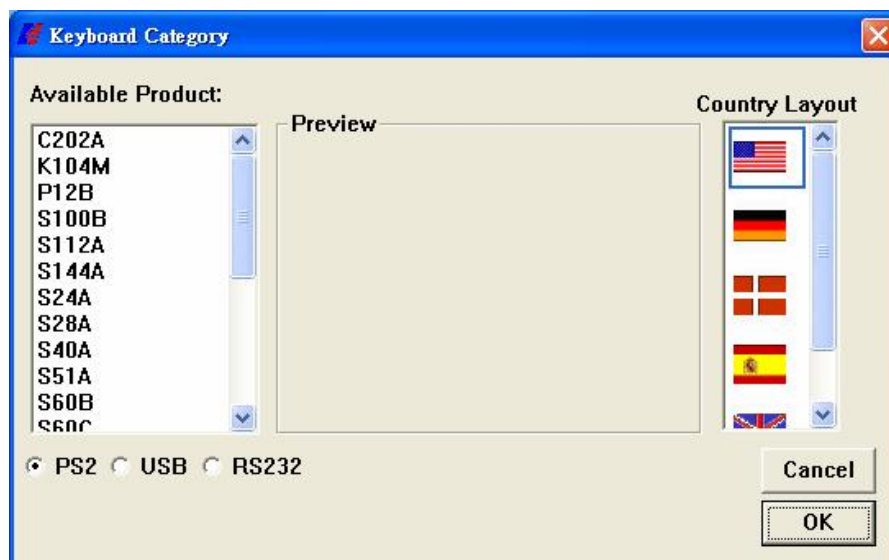 Keyboard Category
Available Product:
C202A
K104M
P12B
S100B
S112A
S144A
S24A
S28A
S40A
S51A
S60B
S60C
Preview
Country Layout
PS2 USB RS232
Cancel
OK